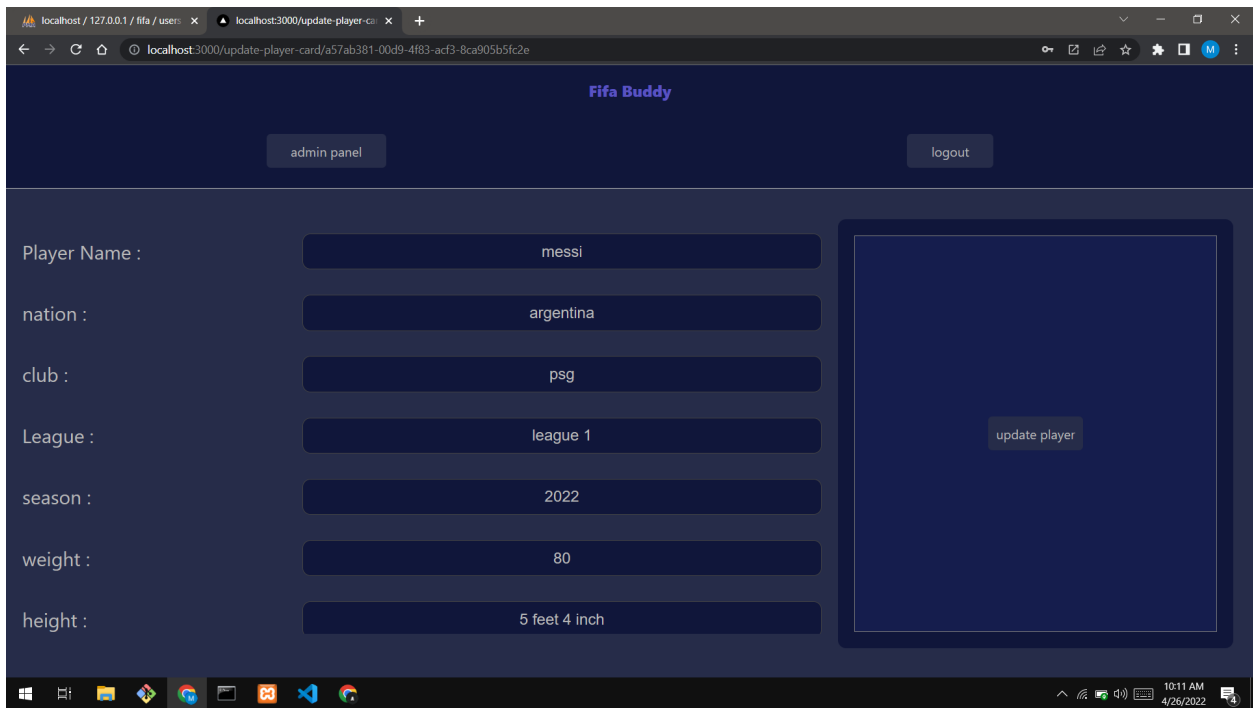 localhost / 127.0.0.1 / fifa / users
localhost:3000/update-player-ca
localhost:3000/update-player-card/a57ab381-00d9-4f83-acf3-8ca905b5fc2e
M
Fifa Buddy
admin panel
logout
Player Name :
messi
nation :
argentina
club :
psg
League :
league 1
season :
2022
weight :
80
height :
5 feet 4 inch
update player
10:11 AM
4/26/2022
4